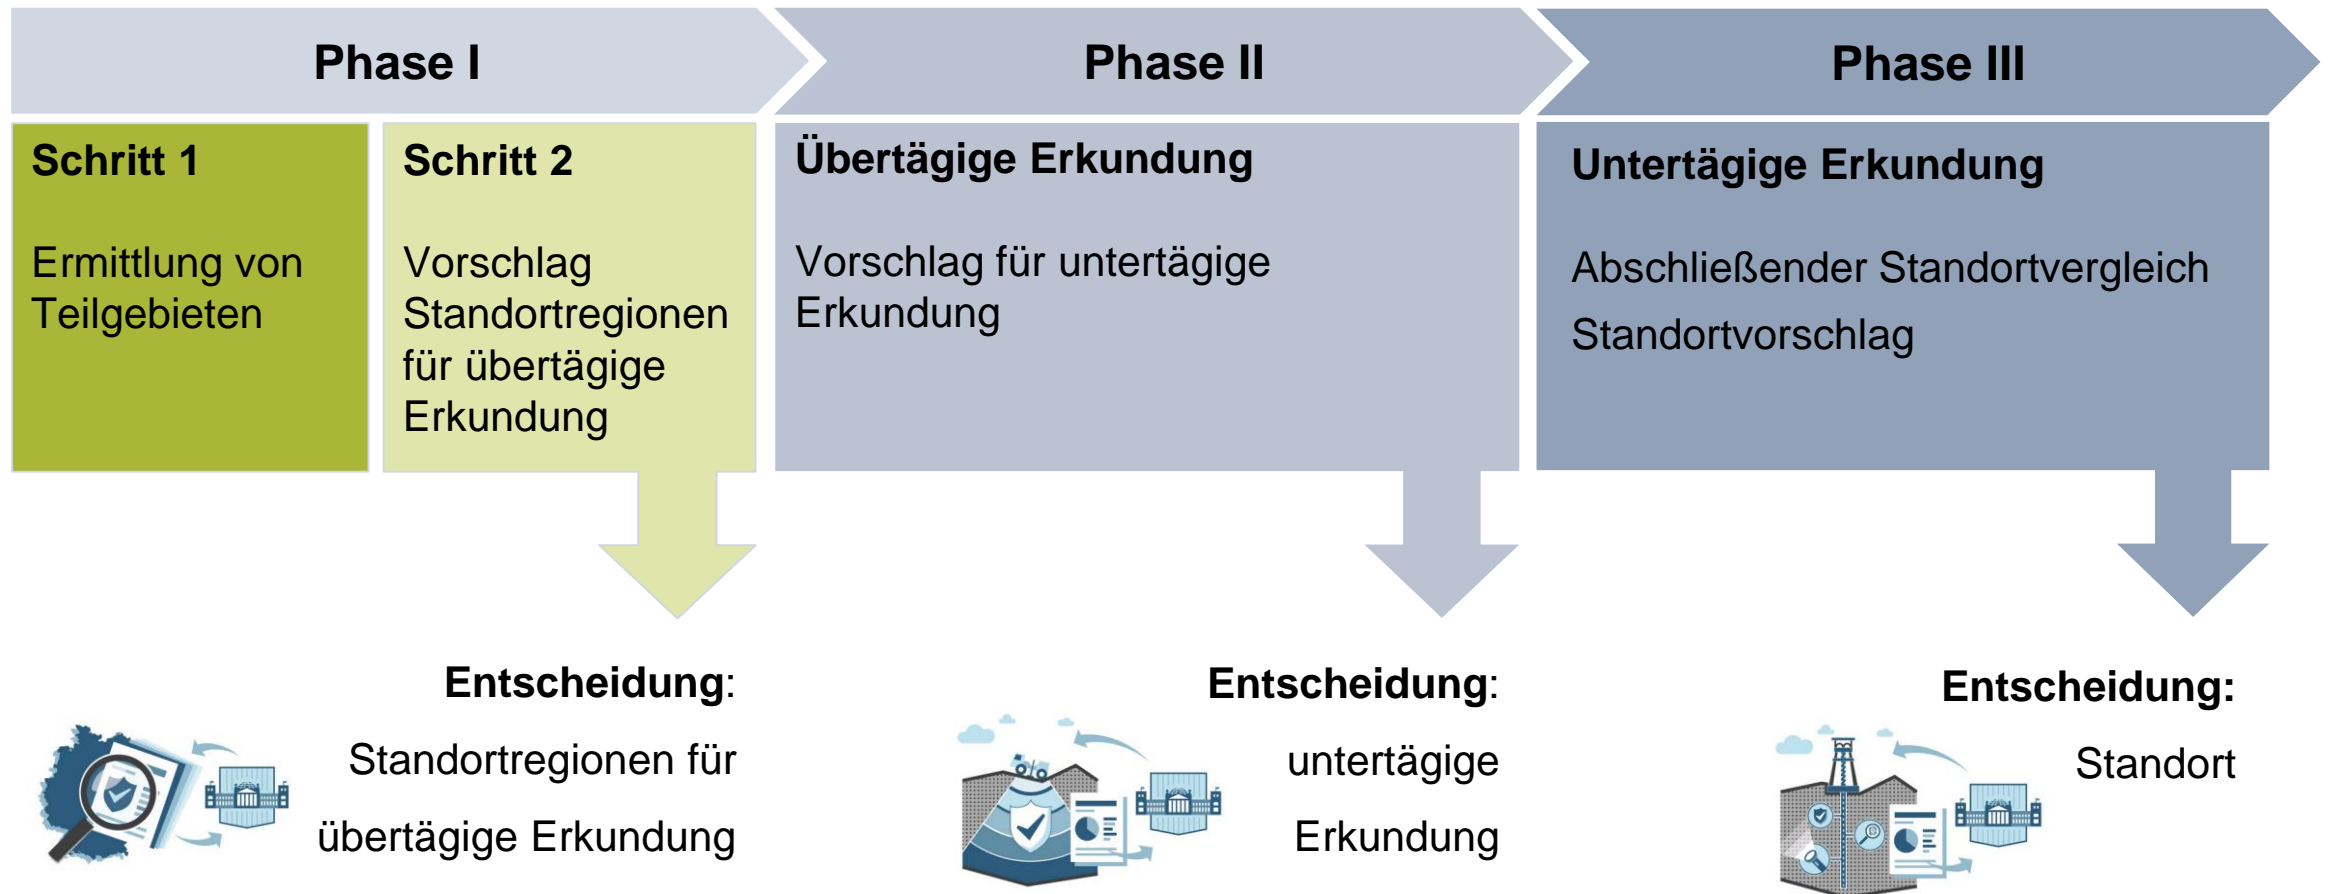 Phase I
Phase II
Phase III
Schritt 1
Ermittlung von
Teilgebieten
Schritt 2
Vorschlag
Standortregionen
für übertägige
Erkundung
Übertägige Erkundung
Vorschlag für untertägige
Erkundung
Untertägige Erkundung
Abschließender Standortvergleich
Standortvorschlag
Entscheidung:
Standortregionen für
übertägige Erkundung
Entscheidung:
untertägige
Erkundung
Entscheidung:
Standort